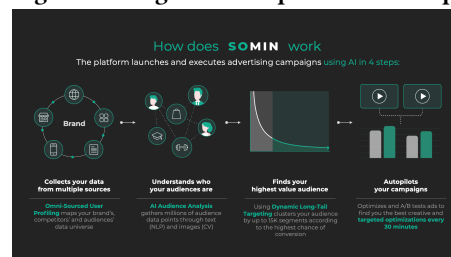 How does SOMIN work
The platform launches and executes advertising campaigns using AI in 4 steps:
Brand
Collects your data
from multiple sources
Omni-Sourced User
Profiling maps your brand's,
competitors' and audiences'
data universe
Understands who
your audiences are
AI Audience Analysis
gathers millions of audience
data points through text
(NLP) and images (CV)
Finds your
highest value audience
Using Dynamic Long-Tail
Targeting clusters your audience
by up to 15K segments according
to the highest chance of
conversion
Autopilots
your campaigns
Optimizes and A/B tests ads to
find you the best creative and
targeted optimizations every
30 minutes